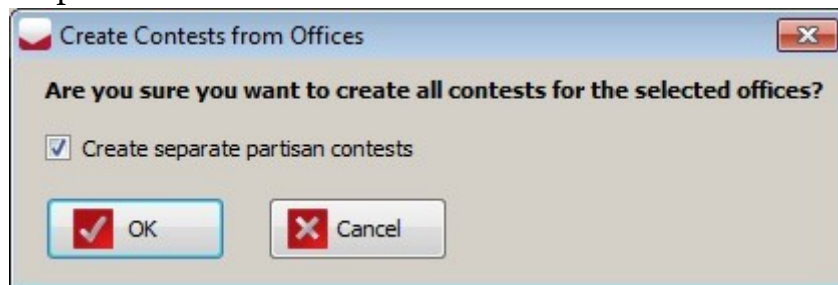 Create Contests from Offices
Are you sure you want to create all contests for the selected offices?
Create separate partisan contests
OK
Cancel